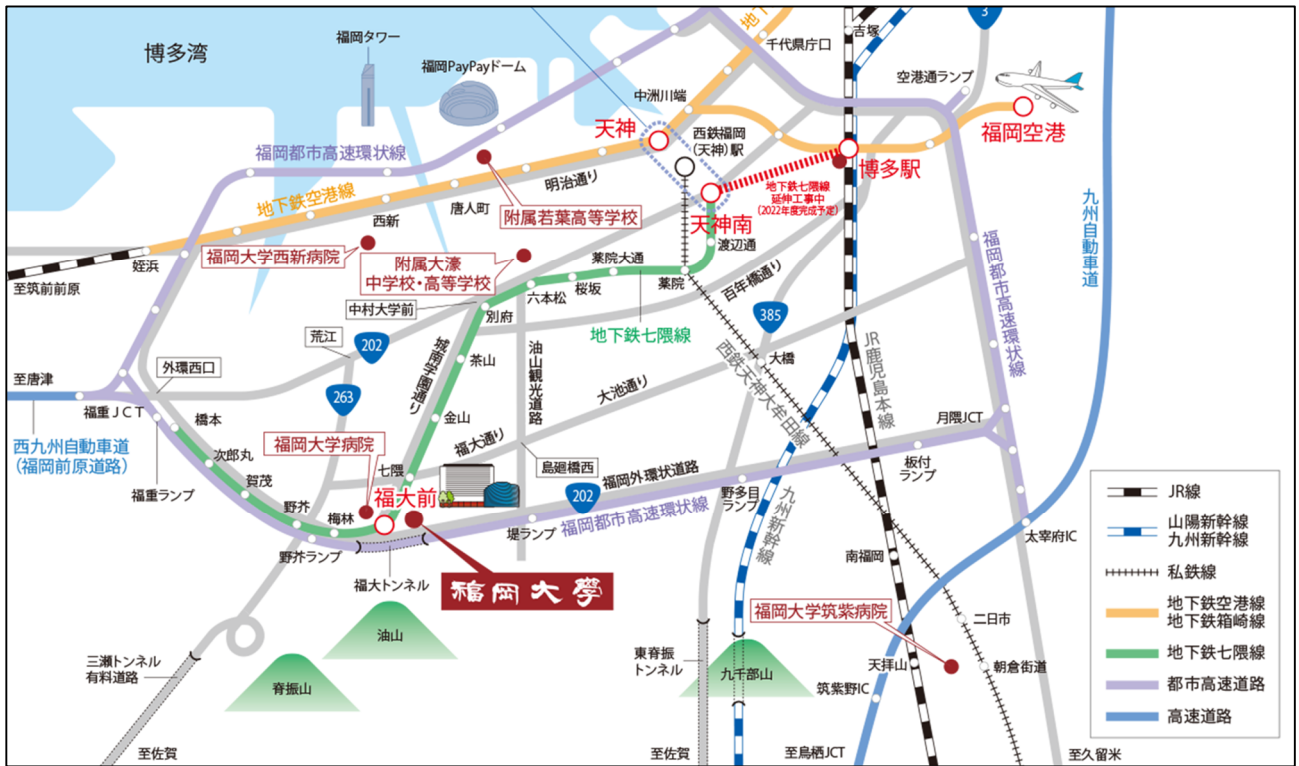 博多湾
福岡タワー
福岡PayPayドーム
地下
千代県庁口
吉塚
3
空港通ランプ
中洲川端
天神
西鉄福岡
(天神)駅
福岡空港
博多駅
福岡都市高速環状線
地下鉄空港線
明治通り
唐人町
西新
附属若葉高等学校
天神南
地下鉄七隈線
延伸工事中
(2022年度完成予定)
九州自動車道
福岡大学西新病院
附属大濠
中学校・高等学校
姪浜
至筑前前原
渡辺通
薬院大通
薬院
桜坂
六本松
別府
中村大学前
百年橋通り
福岡都市高速環状線
385
地下鉄七隈線
荒江
202
城南学園通り
茶山
油山観光道路
大橋
西鉄天神大牟田線
JR鹿児島本線
至唐津
外環西口
263
大池通り
福重JCT
橋本
金山
福大通り
月隈JCT
西九州自動車道
(福岡前原道路)
福岡大学病院
次郎丸
島廻橋西
福岡外環状道路
板付
ランプ
福重ランプ
賀茂
七隈
福大前
202
野多目
ランプ
野芥
梅林
福岡都市高速環状線
堤ランプ
九州新幹線
太宰府IC
野芥ランプ
南福岡
福大トンネル
福岡大學
福岡大学筑紫病院
油山
二日市
三瀬トンネル
有料道路
脊振山
東脊振
トンネル
九千部山
天拝山
朝倉街道
筑紫野IC
至佐賀
至佐賀
至鳥栖JCT
至久留米
JR線
山陽新幹線
九州新幹線
私鉄線
地下鉄空港線
地下鉄箱崎線
地下鉄七隈線
都市高速道路
高速道路